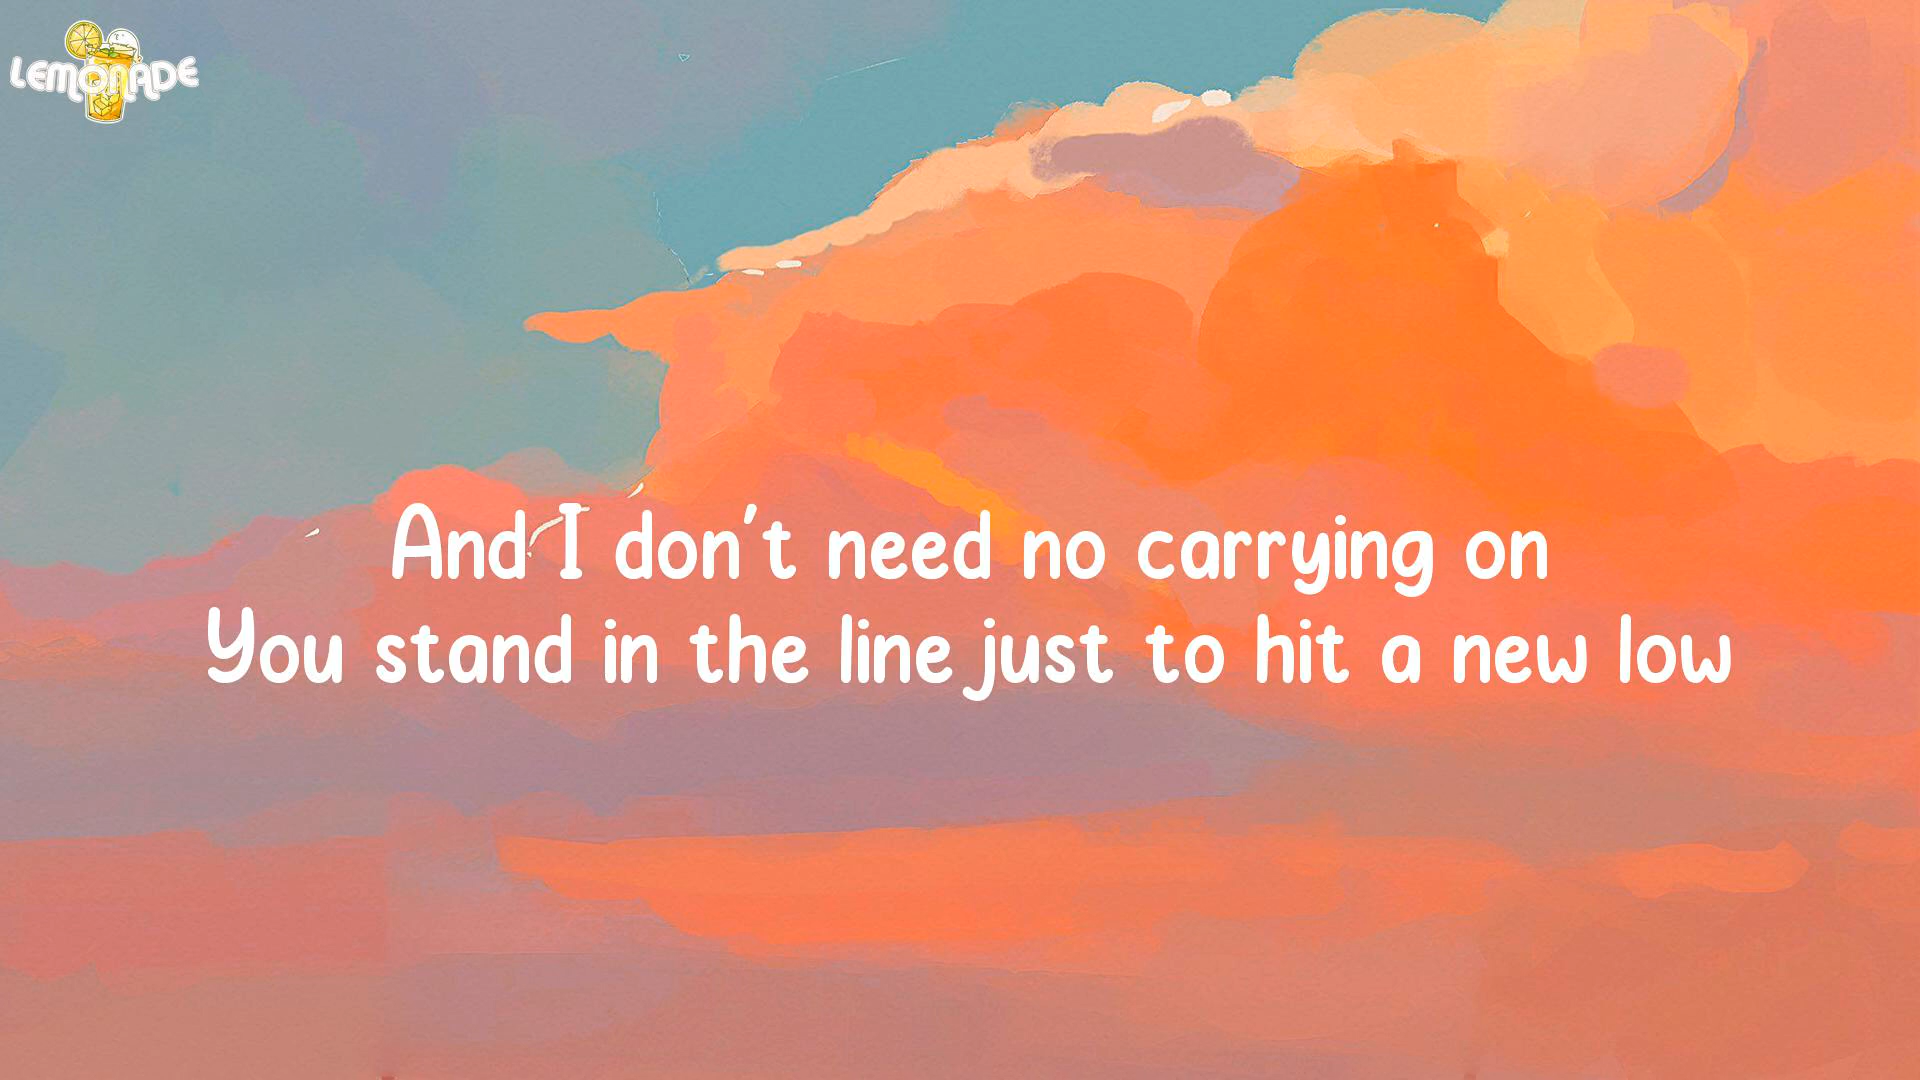 LEMONADE
And I don't need no carrying on
You stand in the line just to hit a new low